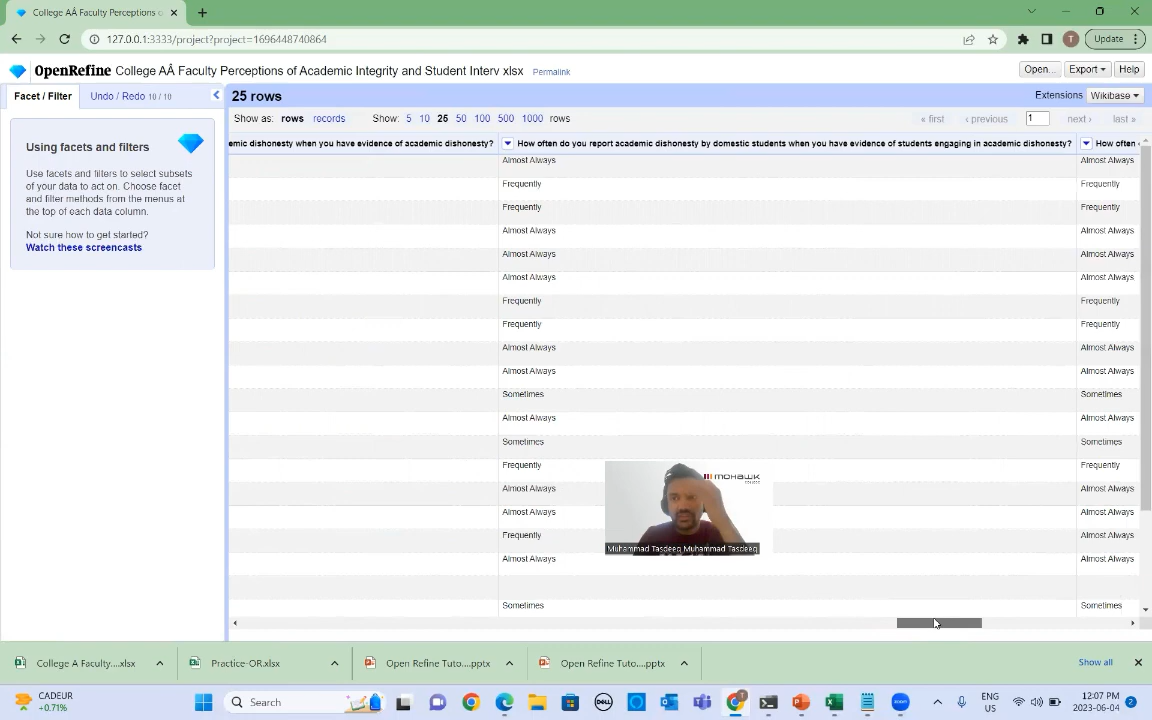 College AÂ Faculty Perceptions o
127.0.0.1:3333/project?project=1696448740864
T
Update
OpenRefine College AÂ Faculty Perceptions of Academic Integrity and Student Interv xlsx Permalink
Open... Export Help
Facet / Filter Undo / Redo 10 / 10
25 rows
Extensions Wikibase
Show as: rows records Show: 5 10 25 50 100 500 1000 rows
« first ‹ previous 1 next › last »
Using facets and filters
Use facets and filters to select subsets
of your data to act on. Choose facet
and filter methods from the menus at
the top of each data column.
Not sure how to get started?
Watch these screencasts
emic dishonesty when you have evidence of academic dishonesty? How often do you report academic dishonesty by domestic students when you have evidence of students engaging in academic dishonesty? How often
Almost Always Almost Always
Frequently Frequently
Frequently Frequently
Almost Always Almost Always
Almost Always Almost Always
Almost Always Almost Always
Frequently Frequently
Frequently Frequently
Almost Always Almost Always
Almost Always Almost Always
Sometimes Sometimes
Almost Always Almost Always
Sometimes Sometimes
Frequently Frequently
Almost Always Almost Always
Almost Always Almost Always
Frequently Frequently
Almost Always Almost Always
Sometimes Sometimes
mohawk
COLLEGE
Muhammad Tasdeeq Muhammad Tasdeeq
College A Faculty....xlsx
Practice-OR.xlsx
Open Refine Tuto....pptx
Open Refine Tuto....pptx
Show all
CADEUR
+0.71%
Search
DELL
zoom
ENG
US
12:07 PM
2023-06-04
2